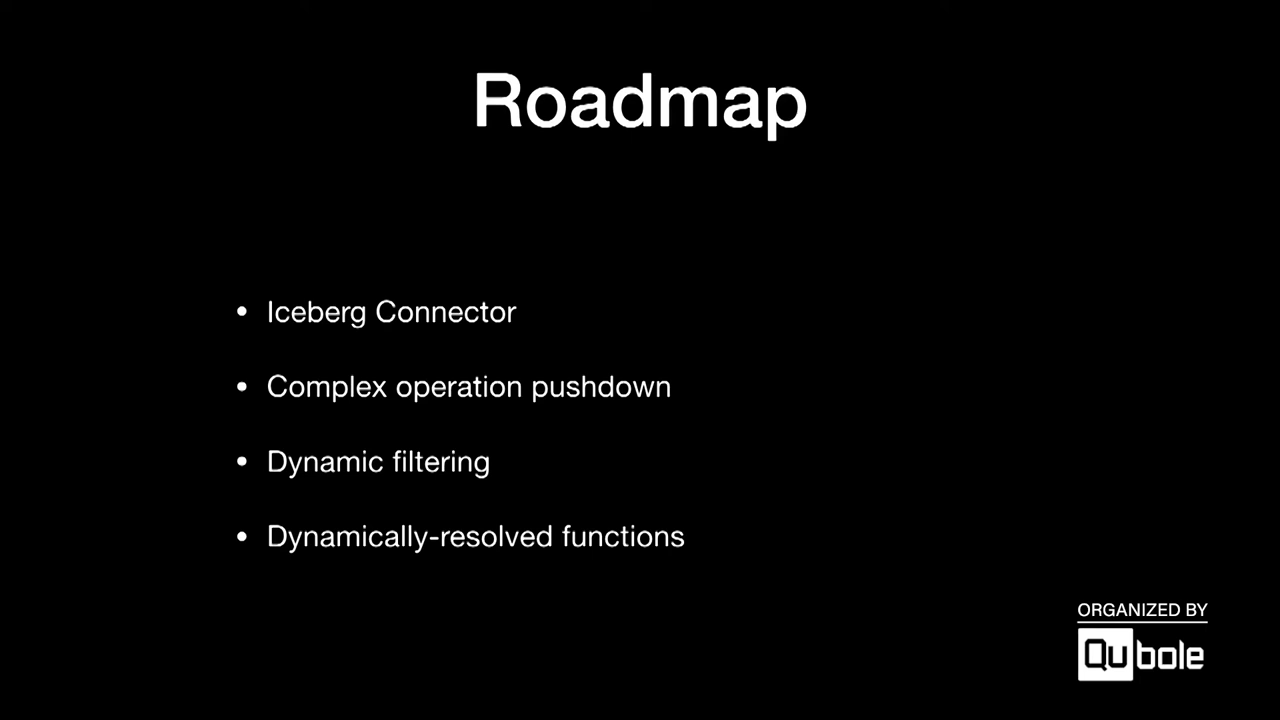 Roadmap
• Iceberg Connector
• Complex operation pushdown
• Dynamic filtering
• Dynamically-resolved functions
ORGANIZED BY
Qubole